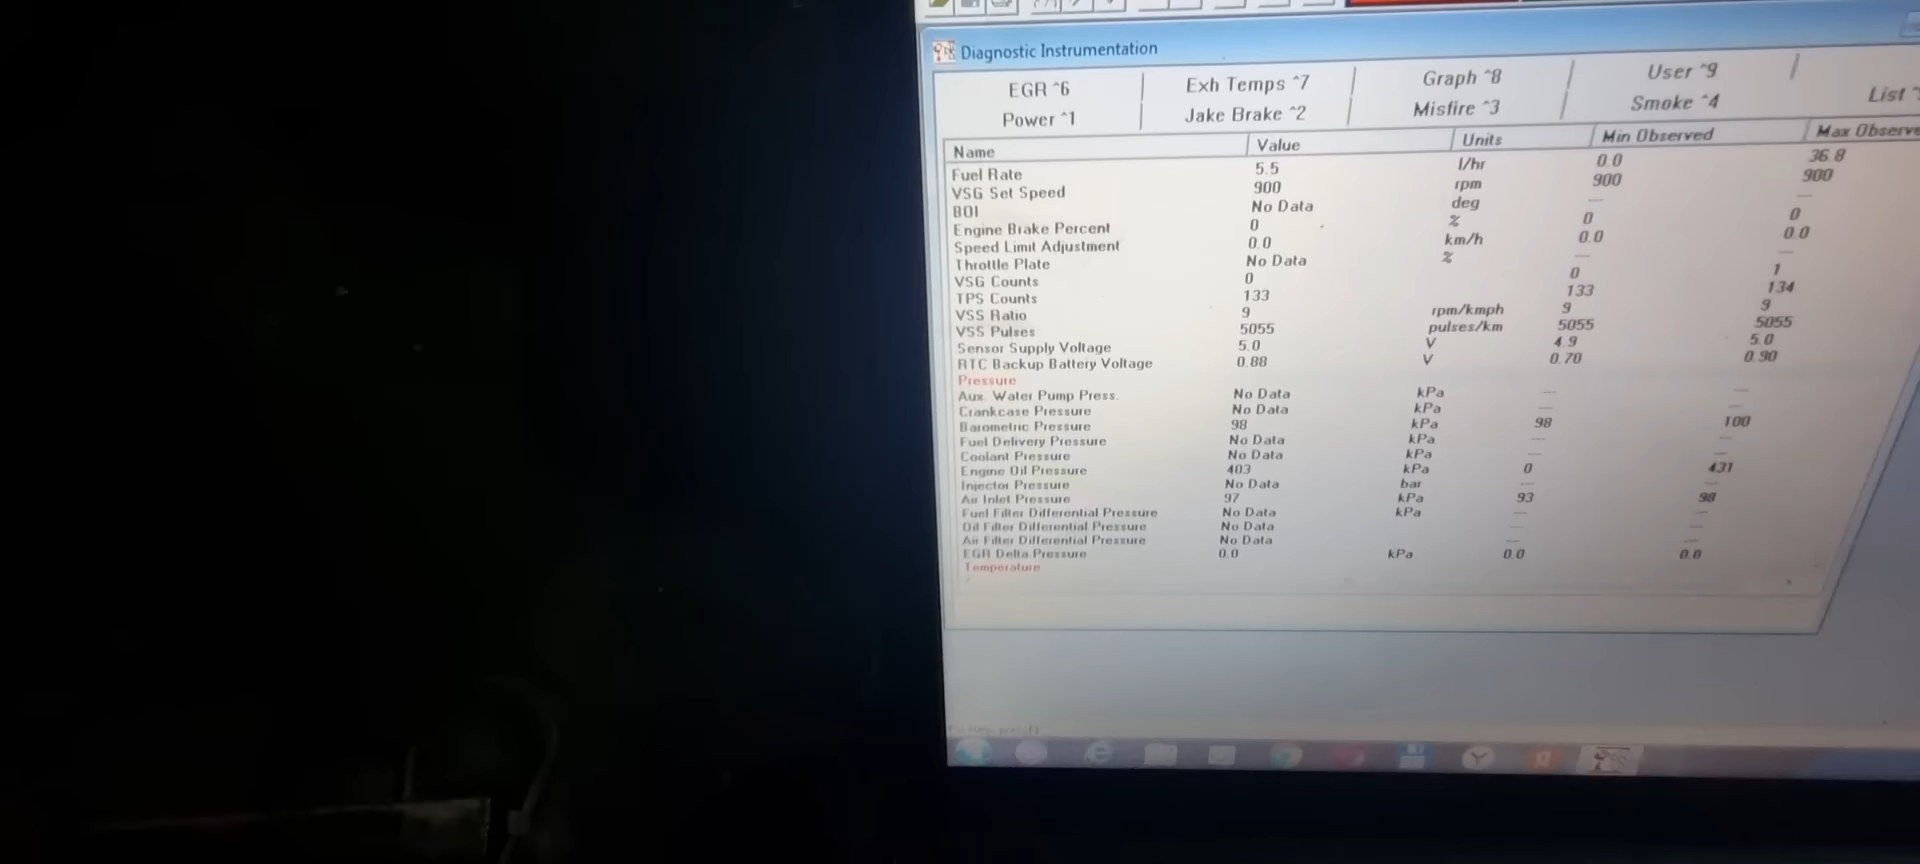 Diagnostic Instrumentation
EGR ^6 Exh Temps ^7 Graph ^8 User ^9
Power ^1 Jake Brake ^2 Misfire ^3 Smoke ^4 List
Name Value Units Min Observed Max Observe
Fuel Rate 5.5 l/hr 0.0 36.8
VSG Set Speed 900 rpm 900 900
BOI No Data deg ---- ----
Engine Brake Percent 0 % 0 0
Speed Limit Adjustment 0.0 km/h 0.0 0.0
Throttle Plate No Data % ---- ----
VSG Counts 0 0 1
TPS Counts 133 133 134
VSS Ratio 9 rpm/kmph 9 9
VSS Pulses 5055 pulses/km 5055 5055
Sensor Supply Voltage 5.0 V 4.9 5.0
RTC Backup Battery Voltage 0.88 V 0.70 0.90
Pressure
Aux. Water Pump Press. No Data kPa ---- ----
Crankcase Pressure No Data kPa ---- ----
Barometric Pressure 98 kPa 98 100
Fuel Delivery Pressure No Data kPa ---- ----
Coolant Pressure No Data kPa ---- ----
Engine Oil Pressure 403 kPa 0 431
Injector Pressure No Data bar ---- ----
Air Inlet Pressure 97 kPa 93 98
Fuel Filter Differential Pressure No Data kPa ---- ----
Oil Filter Differential Pressure No Data ---- ----
Air Filter Differential Pressure No Data ---- ----
EGR Delta Pressure 0.0 kPa 0.0 0.0
Temperature